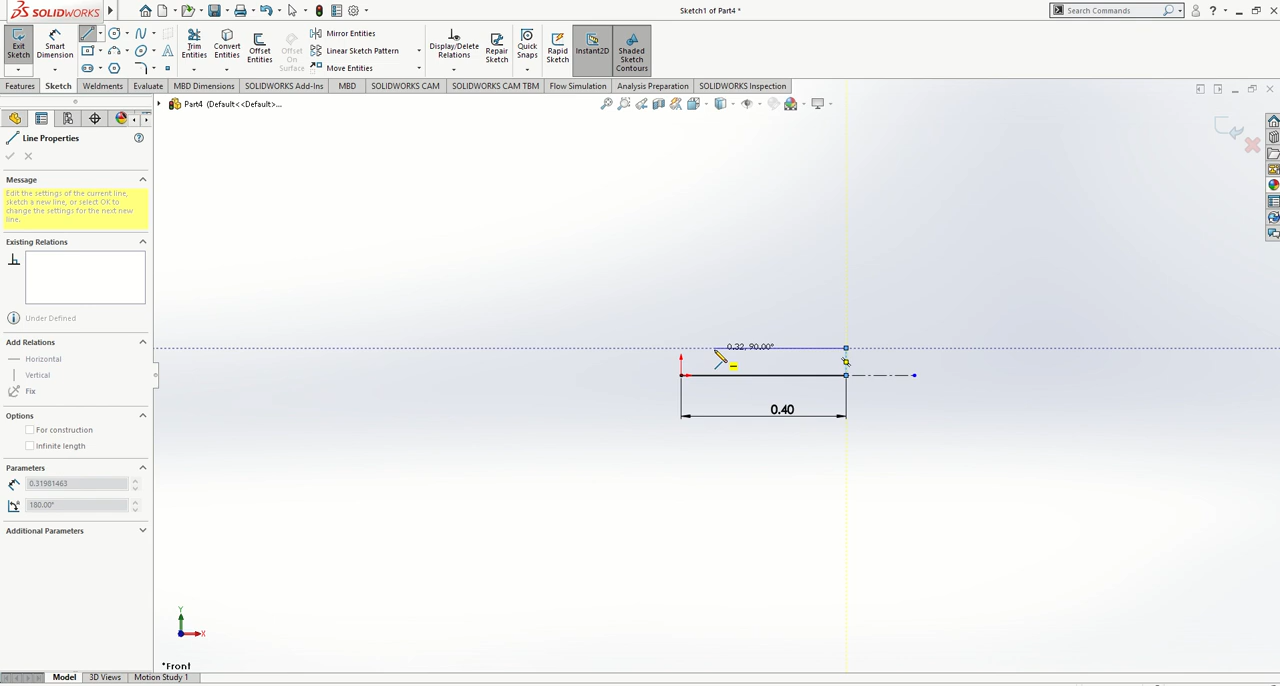 SOLIDWORKS
Sketch1 of Part4 *
Search Commands
?
Exit Sketch
Smart Dimension
Trim Entities
Convert Entities
Offset Entities
Offset On Surface
Mirror Entities
Linear Sketch Pattern
Move Entities
Display/Delete Relations
Repair Sketch
Quick Snaps
Rapid Sketch
Instant2D
Shaded Sketch Contours
Features
Sketch
Weldments
Evaluate
MBD Dimensions
SOLIDWORKS Add-Ins
MBD
SOLIDWORKS CAM
SOLIDWORKS CAM TBM
Flow Simulation
Analysis Preparation
SOLIDWORKS Inspection
Part4 (Default<<Default>...
Line Properties
Message
Edit the settings of the current line,
sketch a new line, or select OK to
change the settings for the next new
line.
Existing Relations
Under Defined
Add Relations
Horizontal
Vertical
Fix
Options
For construction
Infinite length
Parameters
0.31981463
180.00°
Additional Parameters
0.32, 90.00°
0.40
Y
X
*Front
Model
3D Views
Motion Study 1